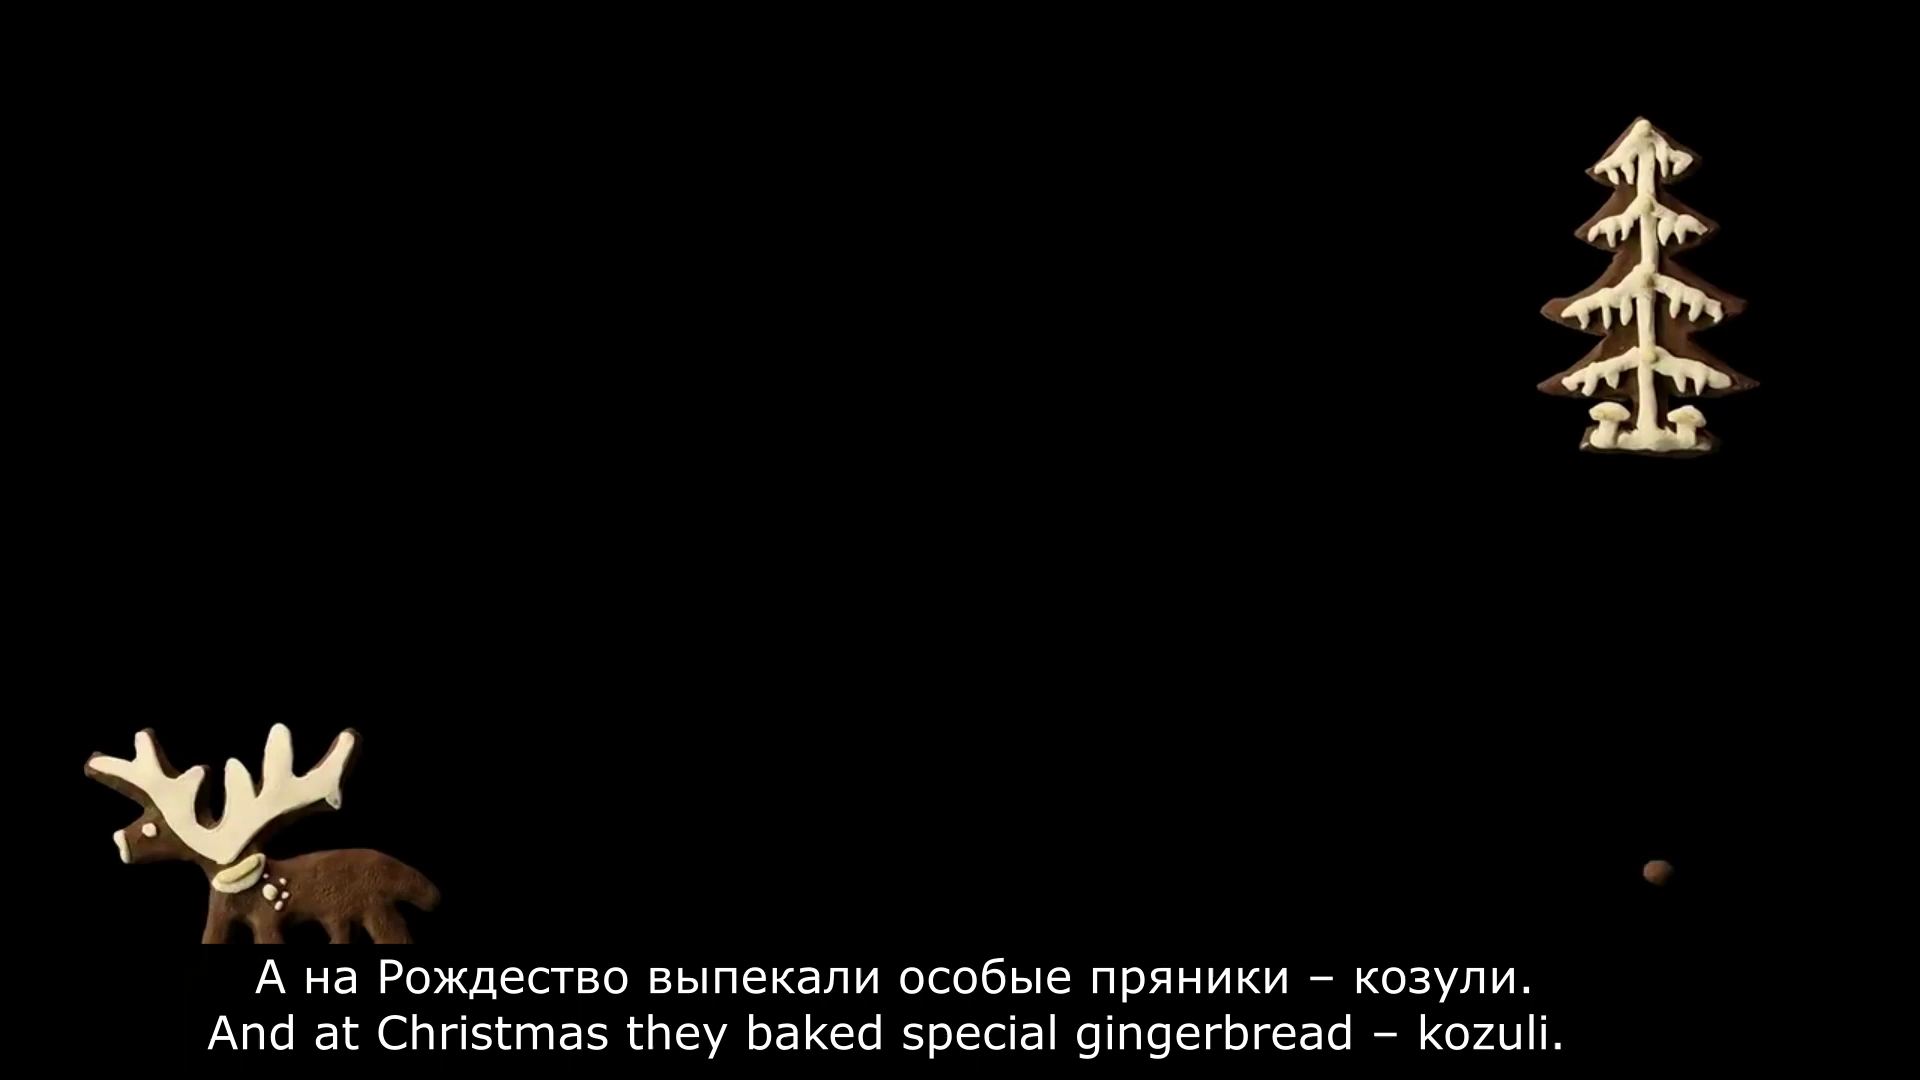 А на Рождество выпекали особые пряники – козули.
And at Christmas they baked special gingerbread – kozuli.